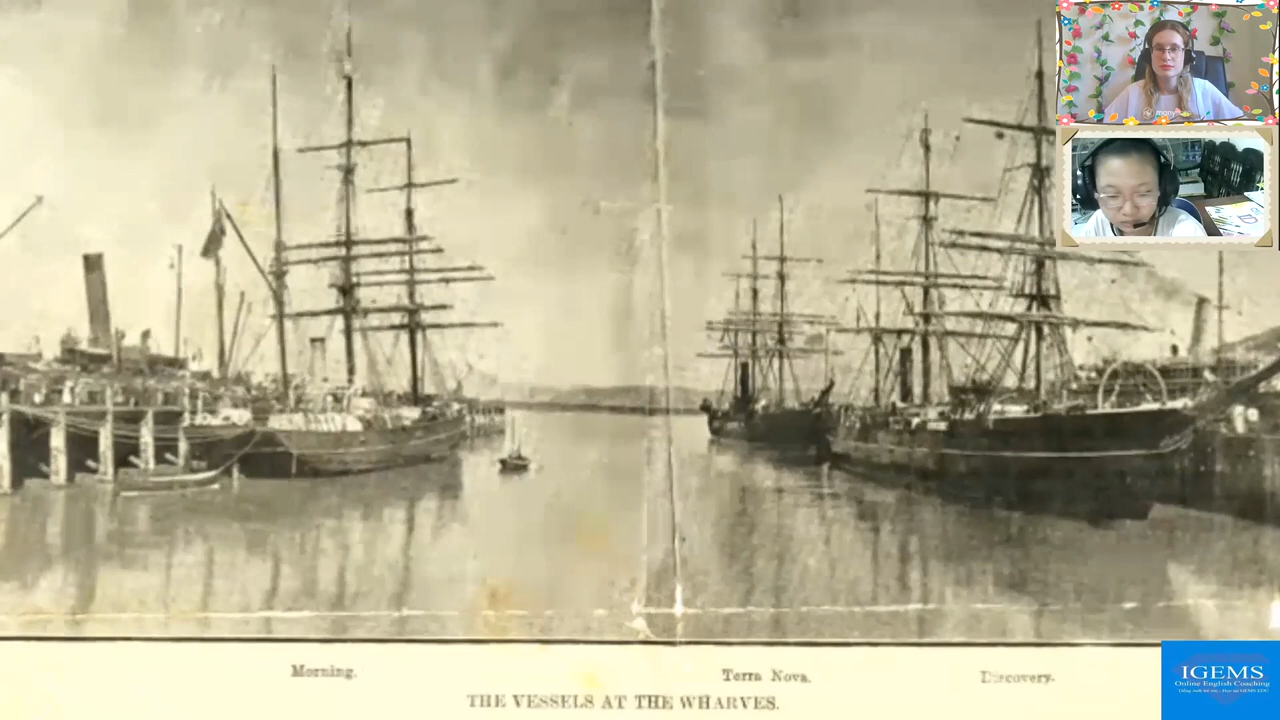 Morning. Terra Nova. Discovery.
THE VESSELS AT THE WHARVES.
IGEMS
Online English Coaching